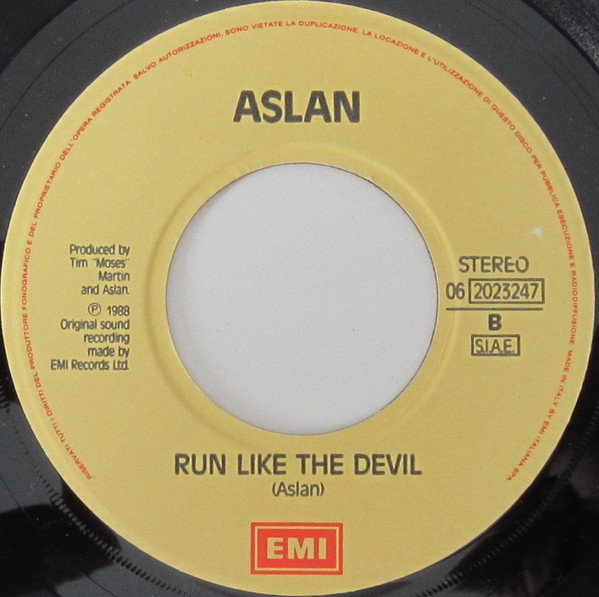 RISERVATI TUTTI I DIRITTI DEL PRODUTTORE FONOGRAFICO E DEL PROPRIETARIO DELL'OPERA REGISTRATA. SALVO AUTORIZZAZIONI, SONO VIETATE LA DUPLICAZIONE, LA LOCAZIONE E L'UTILIZZAZIONE DI QUESTO DISCO PER PUBBLICA ESECUZIONE E RADIODIFFUSIONE. MADE IN ITALY BY EMI ITALIANA SPA
ASLAN
Produced by
Tim "Moses"
Martin
and Aslan.
℗ 1988
Original sound
recording
made by
EMI Records Ltd.
STEREO
06 2023247
B
S.I.A.E.
RUN LIKE THE DEVIL
(Aslan)
EMI